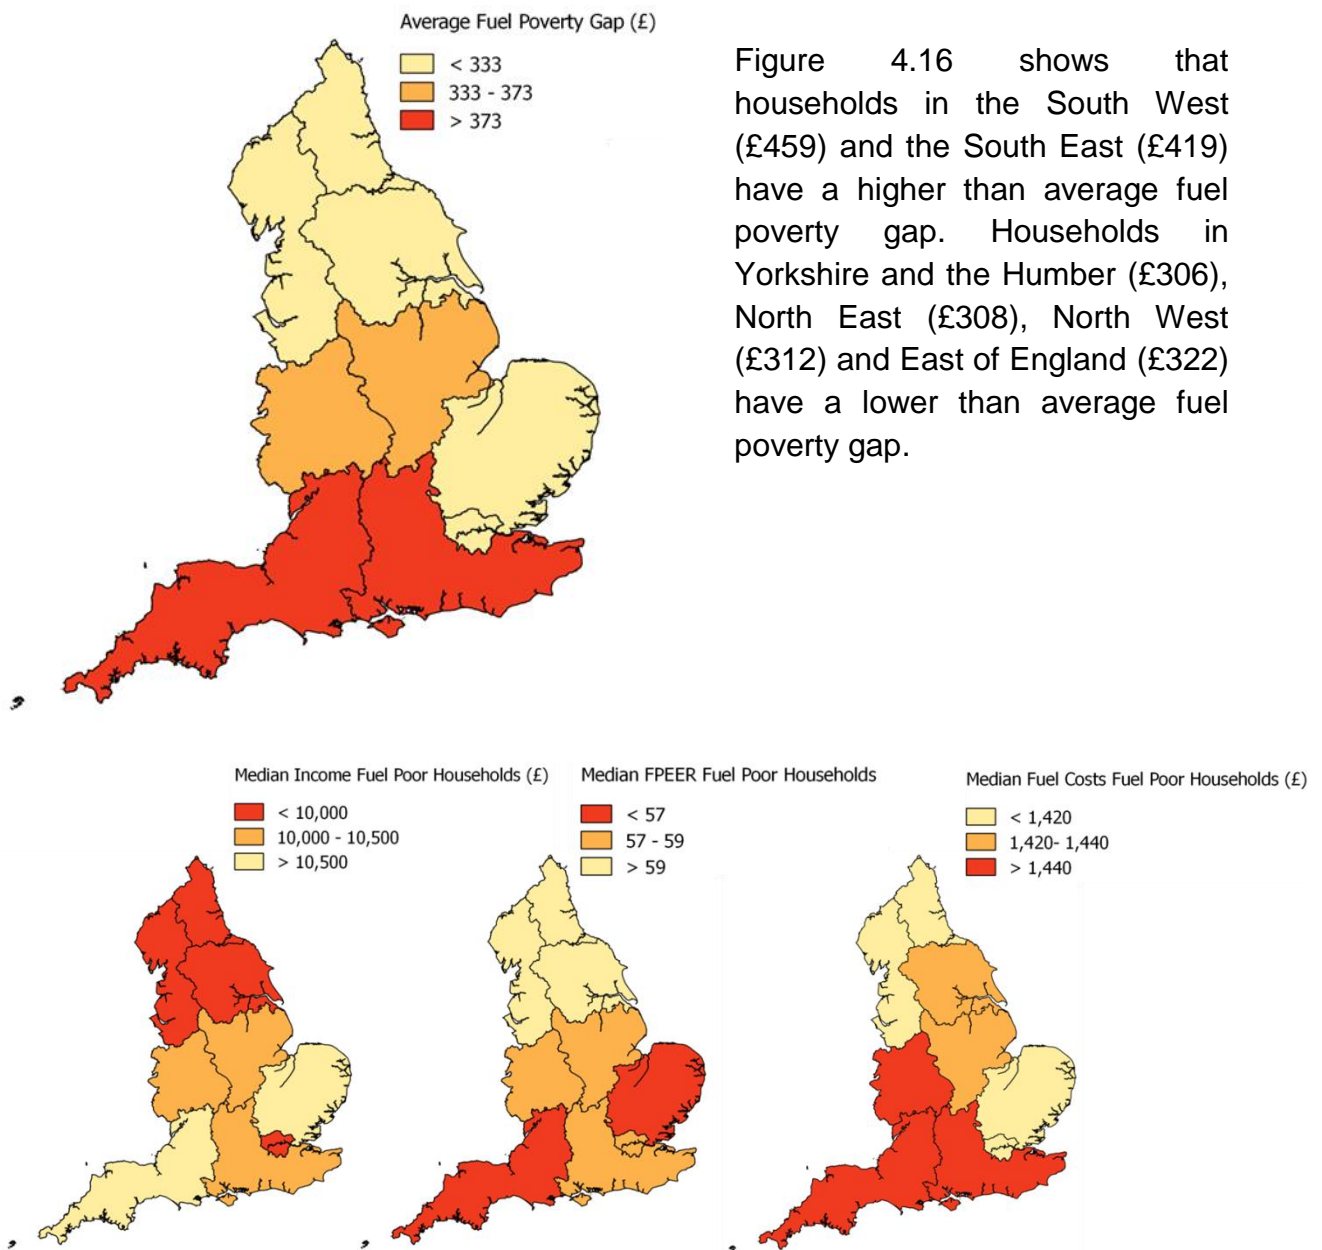 Average Fuel Poverty Gap (£)
< 333
333 - 373
> 373
Figure 4.16 shows that
households in the South West
(£459) and the South East (£419)
have a higher than average fuel
poverty gap. Households in
Yorkshire and the Humber (£306),
North East (£308), North West
(£312) and East of England (£322)
have a lower than average fuel
poverty gap.
Median Income Fuel Poor Households (£)
< 10,000
10,000 - 10,500
> 10,500
Median FPEER Fuel Poor Households
< 57
57 - 59
> 59
Median Fuel Costs Fuel Poor Households (£)
< 1,420
1,420- 1,440
> 1,440